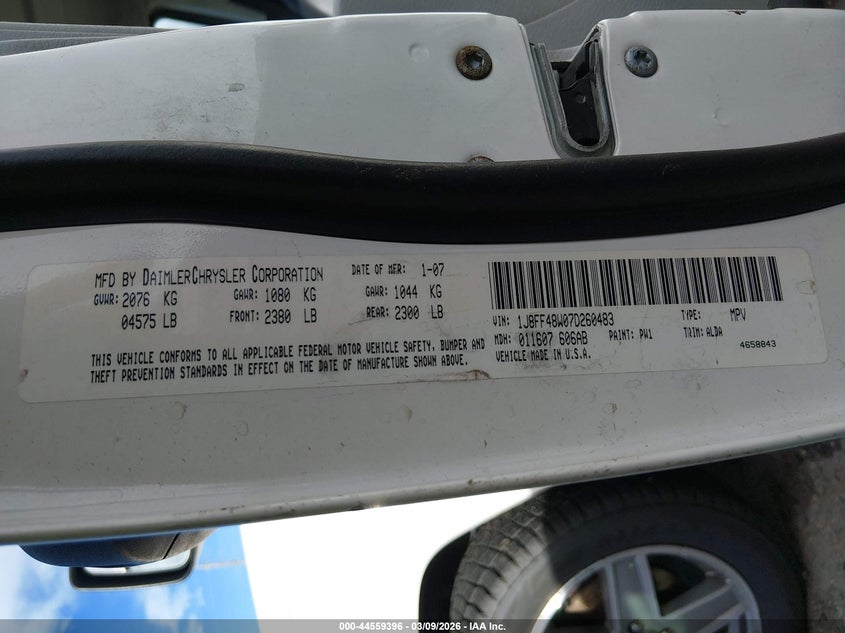 MFD BY DAIMLERCHRYSLER CORPORATION DATE OF MFR: 1-07
GVWR: 2076 KG GAWR: 1080 KG GAWR: 1044 KG
04575 LB FRONT: 2380 LB REAR: 2300 LB
THIS VEHICLE CONFORMS TO ALL APPLICABLE FEDERAL MOTOR VEHICLE SAFETY, BUMPER AND
THEFT PREVENTION STANDARDS IN EFFECT ON THE DATE OF MANUFACTURE SHOWN ABOVE.
VIN: 1J8FF48W07D260483 TYPE: MPV
MDH: 011607 606AB PAINT: PW1 TRIM: ALDA
VEHICLE MADE IN U.S.A. 4658843
000-44559396 | 03/09/2026 | IAA Inc.